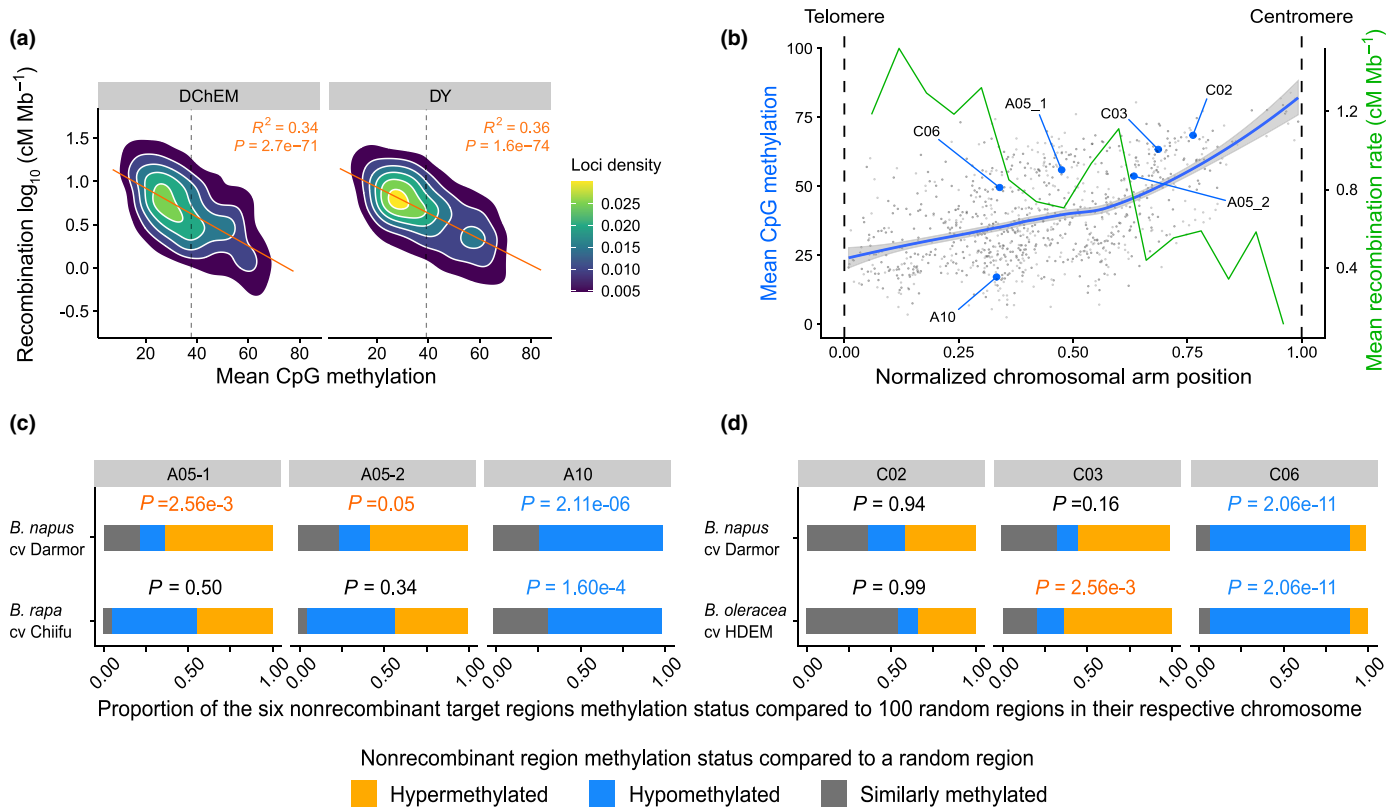 (a)
DChEM
DY
R² = 0.34
P = 2.7e−71
R² = 0.36
P = 1.6e−74
Recombination log₁₀ (cM Mb⁻¹)
1.5
1.0
0.5
0.0
-0.5
20 40 60 80
20 40 60 80
Mean CpG methylation
Loci density
0.025
0.020
0.015
0.010
0.005
(b)
Telomere
Centromere
Mean CpG methylation
100
75
50
25
0
C02
C03
A05_1
C06
A05_2
A10
1.2
0.8
0.4
Mean recombination rate (cM Mb⁻¹)
0.00 0.25 0.50 0.75 1.00
Normalized chromosomal arm position
(c)
A05-1
A05-2
A10
B. napus
cv Darmor
P =2.56e-3
P =0.05
P = 2.11e-06
B. rapa
cv Chiifu
P = 0.50
P = 0.34
P = 1.60e-4
0.00 0.50 1.00
0.00 0.50 1.00
0.00 0.50 1.00
(d)
C02
C03
C06
B. napus
cv Darmor
P = 0.94
P =0.16
P = 2.06e-11
B. oleracea
cv HDEM
P = 0.99
P = 2.56e-3
P = 2.06e-11
0.00 0.50 1.00
0.00 0.50 1.00
0.00 0.50 1.00
Proportion of the six nonrecombinant target regions methylation status compared to 100 random regions in their respective chromosome
Nonrecombinant region methylation status compared to a random region
Hypermethylated
Hypomethylated
Similarly methylated